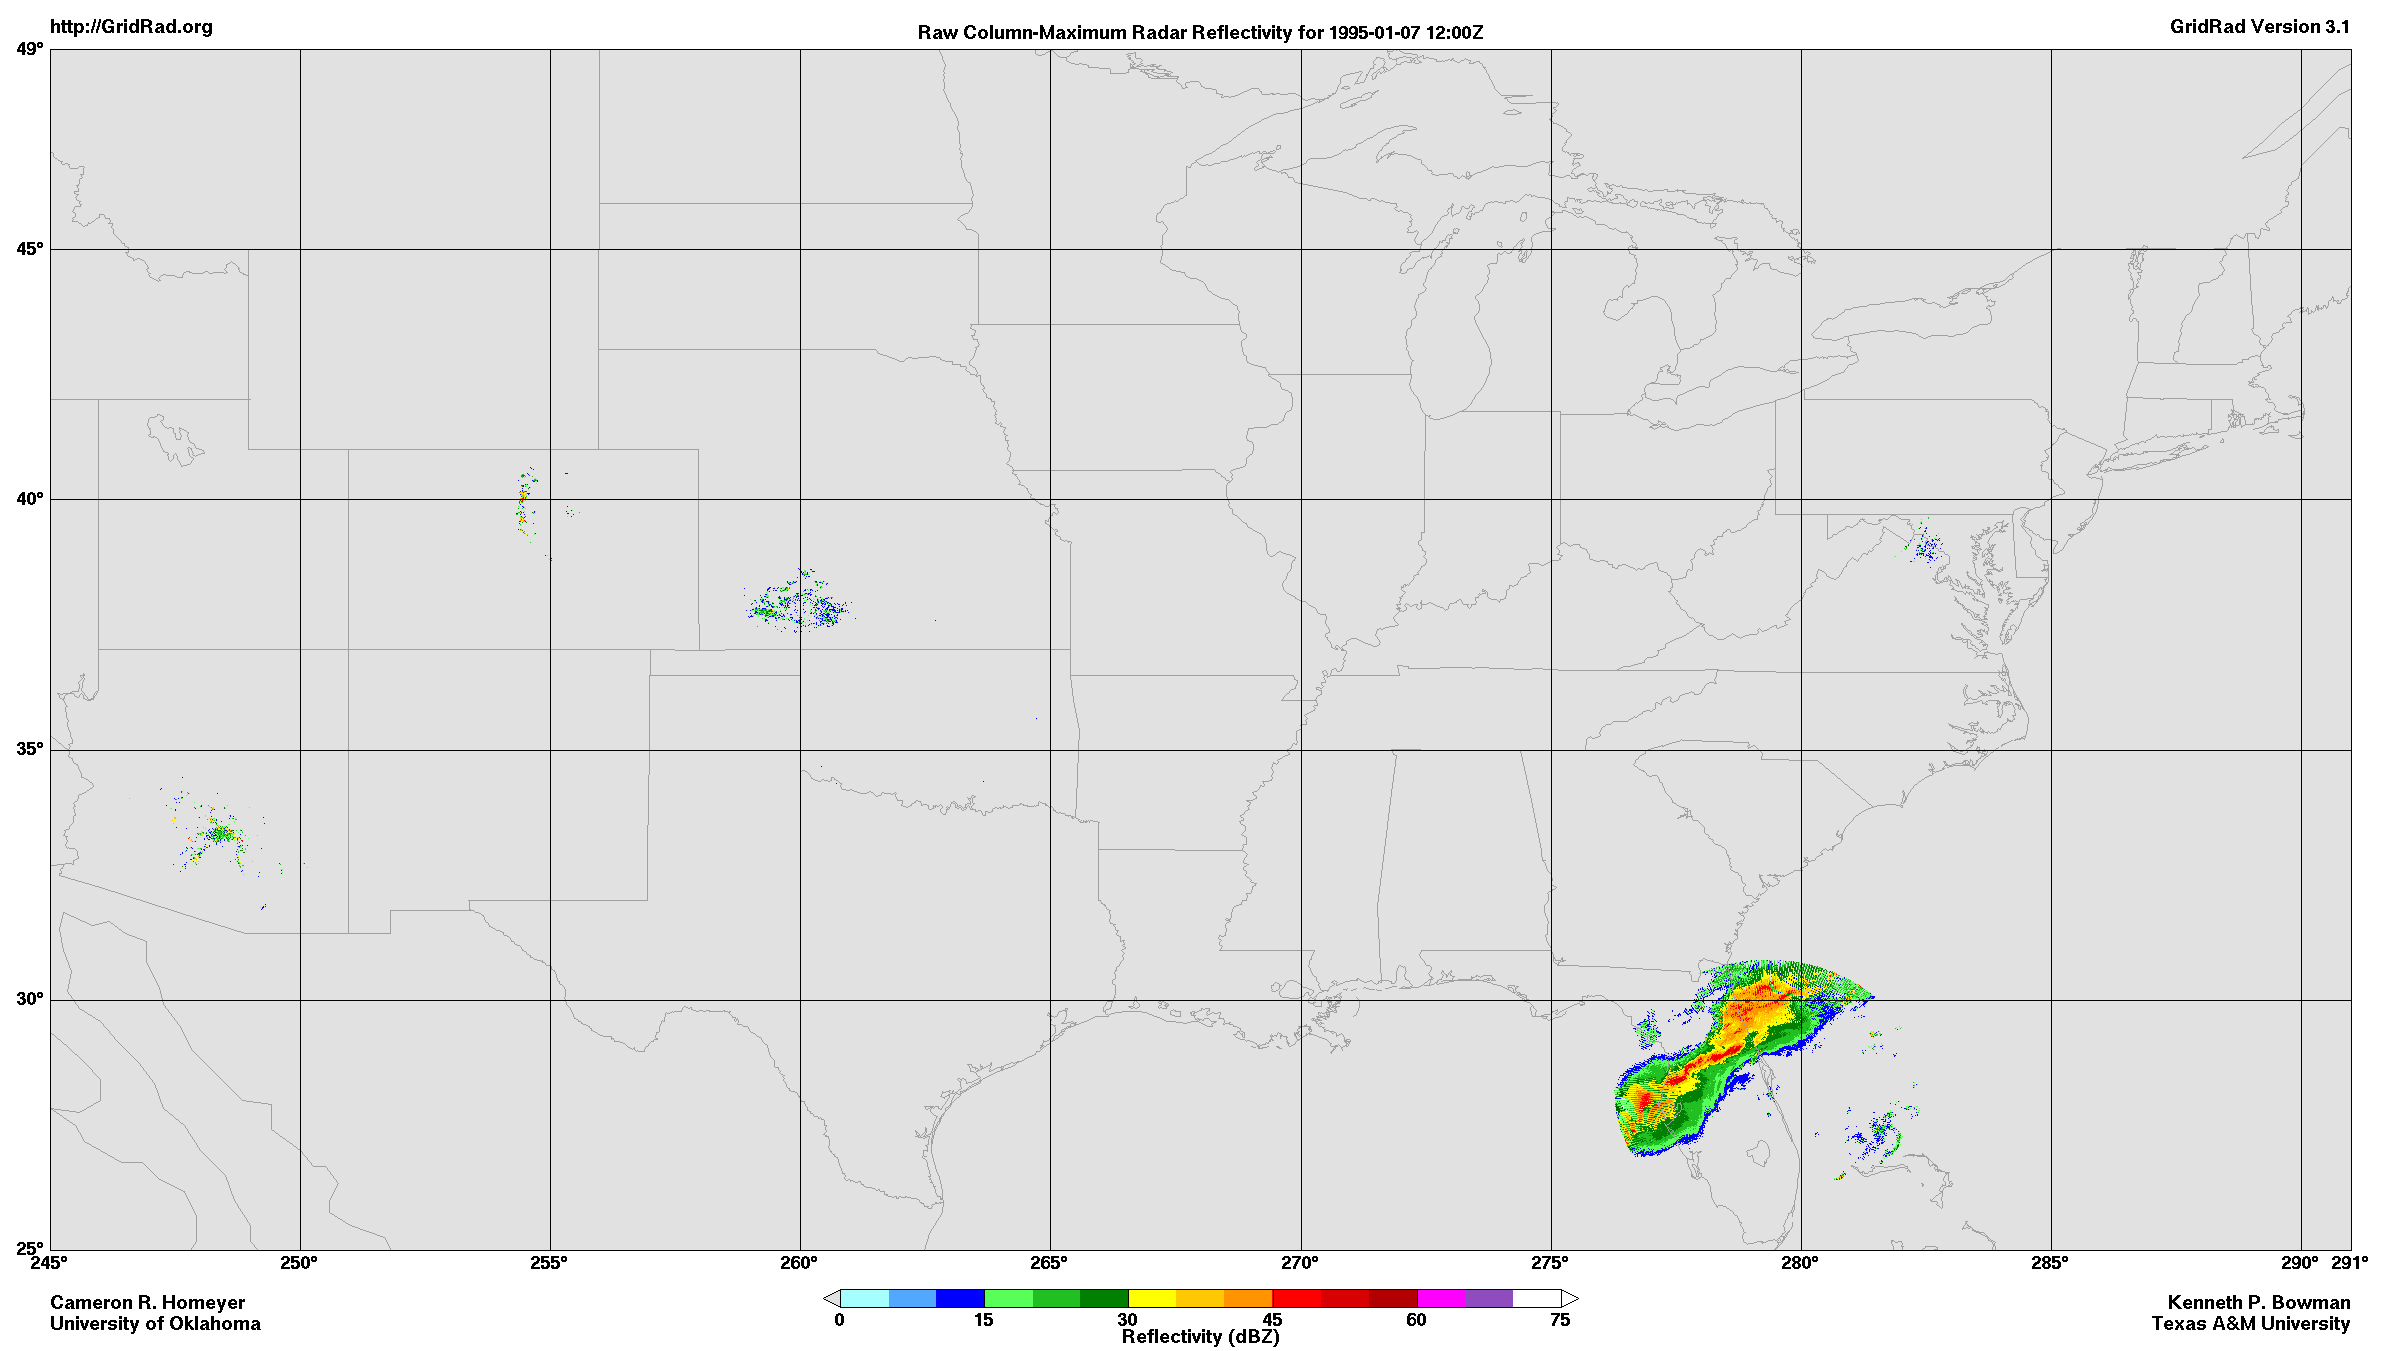 http://GridRad.org
Raw Column-Maximum Radar Reflectivity for 1995-01-07 12:00Z
GridRad Version 3.1
49°
45°
40°
35°
30°
25°
245° 250° 255° 260° 265° 270° 275° 280° 285° 290° 291°
0 15 30 45 60 75
Reflectivity (dBZ)
Cameron R. Homeyer
University of Oklahoma
Kenneth P. Bowman
Texas A&M University